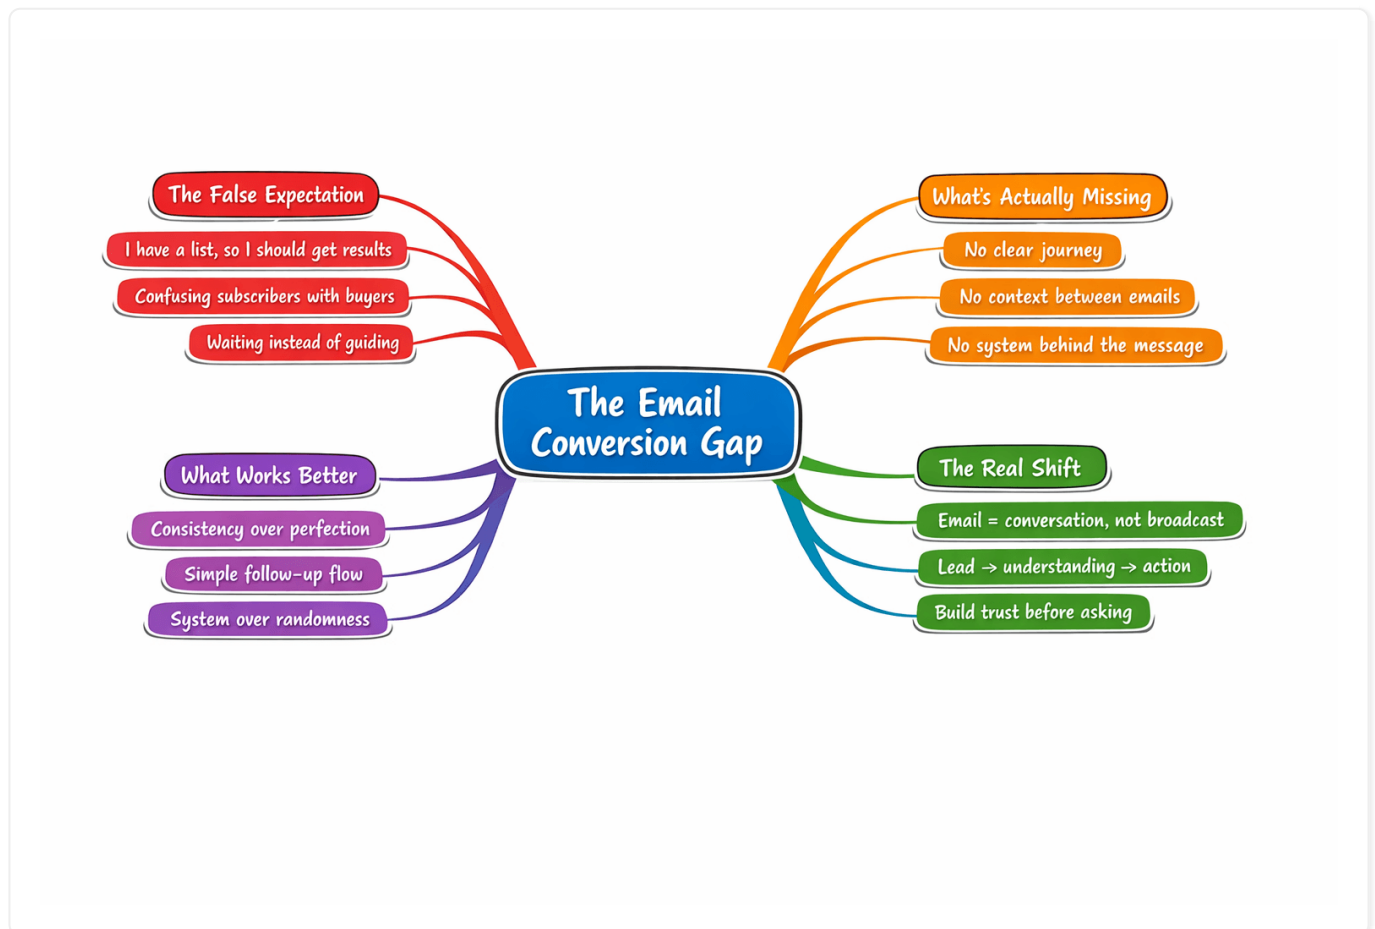 The False Expectation
I have a list, so I should get results
Confusing subscribers with buyers
Waiting instead of guiding
What's Actually Missing
No clear journey
No context between emails
No system behind the message
The Email
Conversion Gap
What Works Better
Consistency over perfection
Simple follow-up flow
System over randomness
The Real Shift
Email = conversation, not broadcast
Lead → understanding → action
Build trust before asking